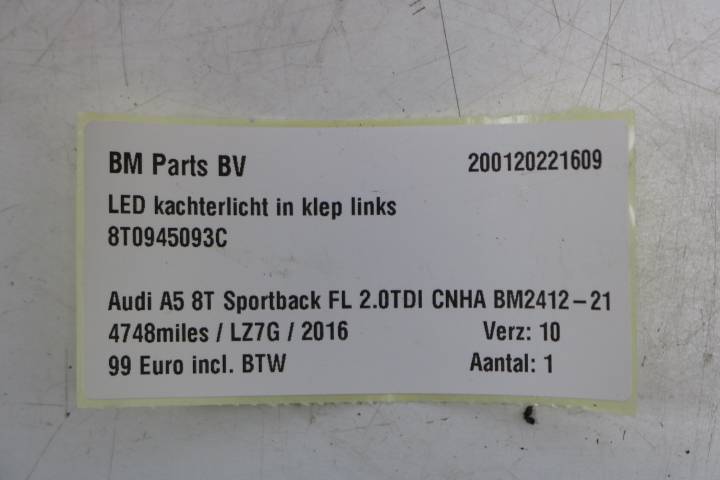 BM Parts BV 200120221609
LED kachterlicht in klep links
8T0945093C
Audi A5 8T Sportback FL 2.0TDI CNHA BM2412-21
4748miles / LZ7G / 2016 Verz: 10
99 Euro incl. BTW Aantal: 1